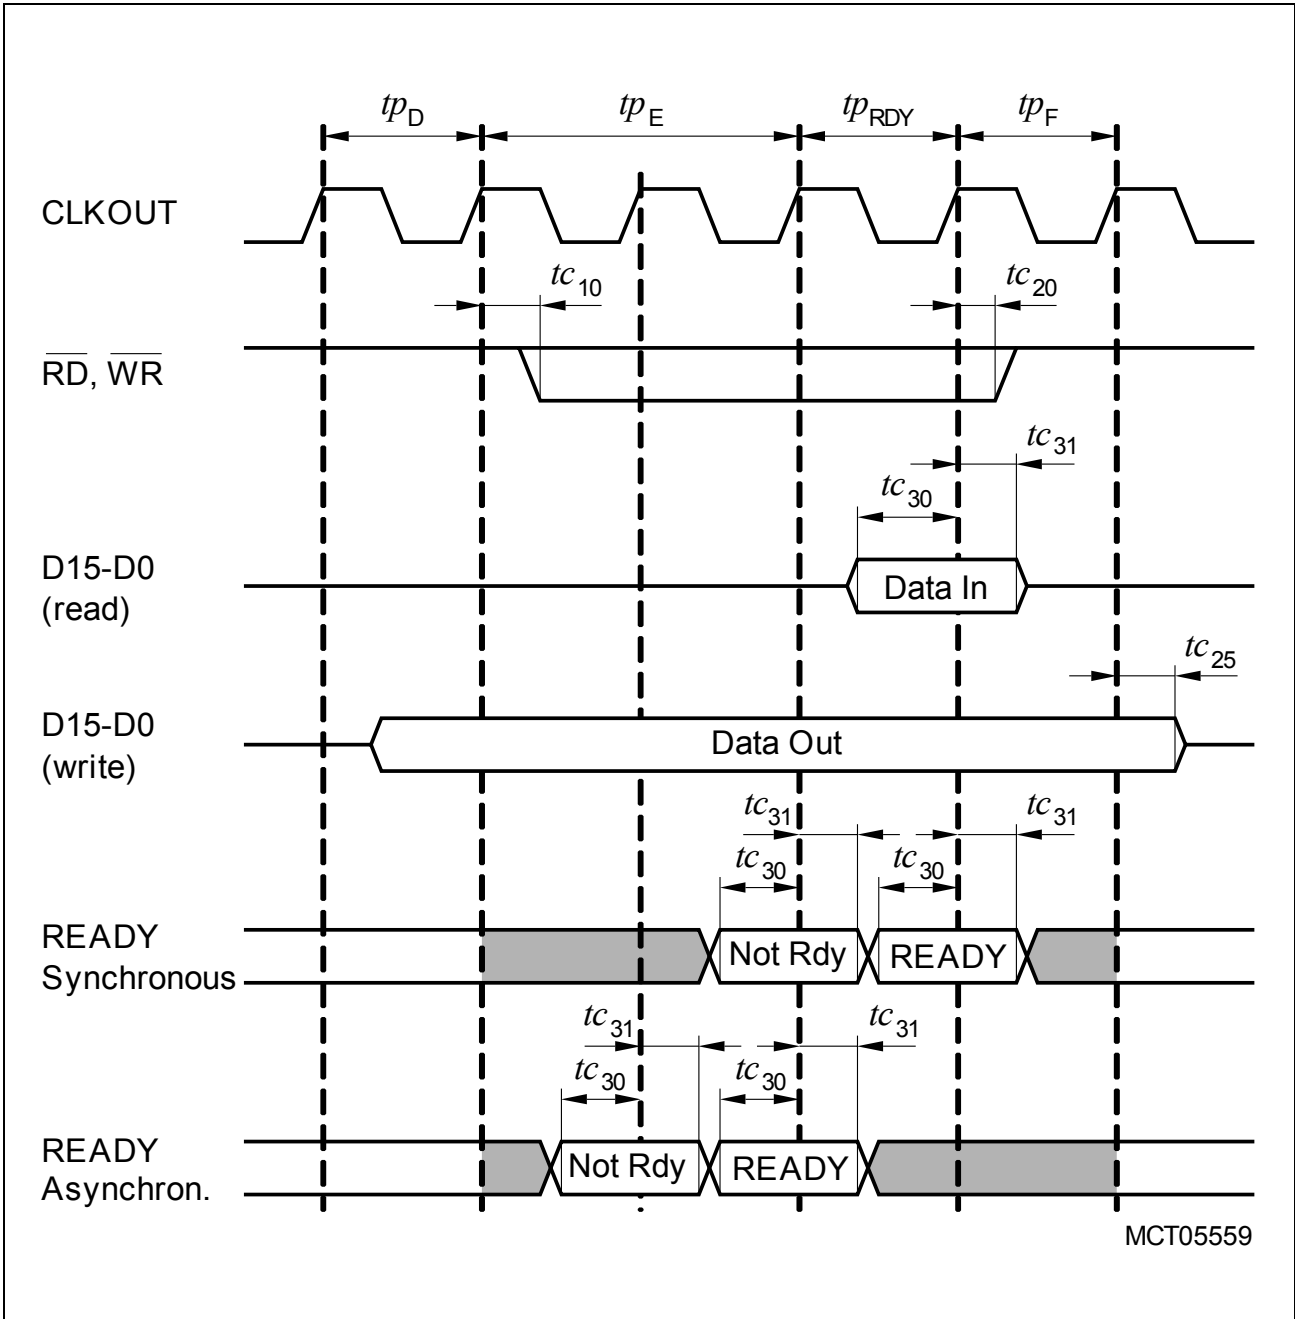 tpD tpE tpRDY tpF
CLKOUT
tc10 tc20
RD, WR
tc31
tc30
D15-D0
(read)
Data In
tc25
D15-D0
(write)
Data Out
tc31 tc31
tc30 tc30
READY
Synchronous
Not Rdy READY
tc31 tc31
tc30 tc30
READY
Asynchron.
Not Rdy READY
MCT05559